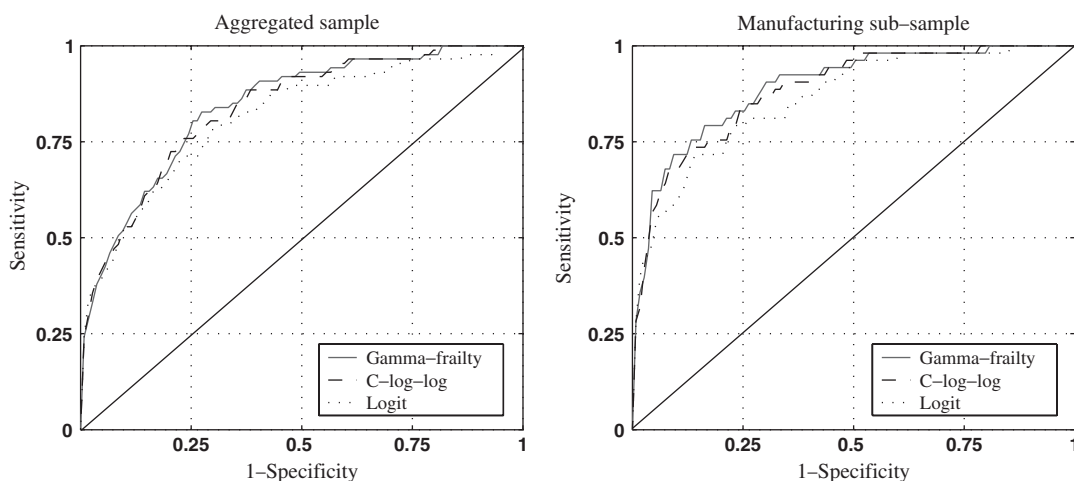 Aggregated sample
1
0.75
0.5
0.25
0
Sensitivity
Gamma–frailty
C–log–log
Logit
0.25
0.5
0.75
1
1–Specificity
Manufacturing sub–sample
1
0.75
0.5
0.25
0
Sensitivity
Gamma–frailty
C–log–log
Logit
0.25
0.5
0.75
1
1–Specificity